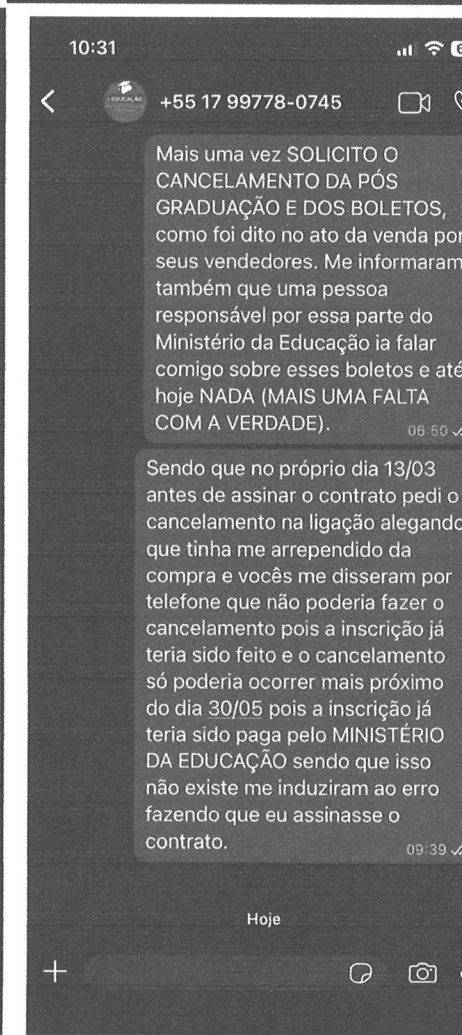 10:31
+55 17 99778-0745
Mais uma vez SOLICITO O
CANCELAMENTO DA PÓS
GRADUAÇÃO E DOS BOLETOS,
como foi dito no ato da venda por
seus vendedores. Me informaram
também que uma pessoa
responsável por essa parte do
Ministério da Educação ia falar
comigo sobre esses boletos e até
hoje NADA (MAIS UMA FALTA
COM A VERDADE).
06:50
Sendo que no próprio dia 13/03
antes de assinar o contrato pedi o
cancelamento na ligação alegando
que tinha me arrependido da
compra e vocês me disseram por
telefone que não poderia fazer o
cancelamento pois a inscrição já
teria sido feito e o cancelamento
só poderia ocorrer mais próximo
do dia 30/05 pois a inscrição já
teria sido paga pelo MINISTÉRIO
DA EDUCAÇÃO sendo que isso
não existe me induziram ao erro
fazendo que eu assinasse o
contrato.
09:39
Hoje